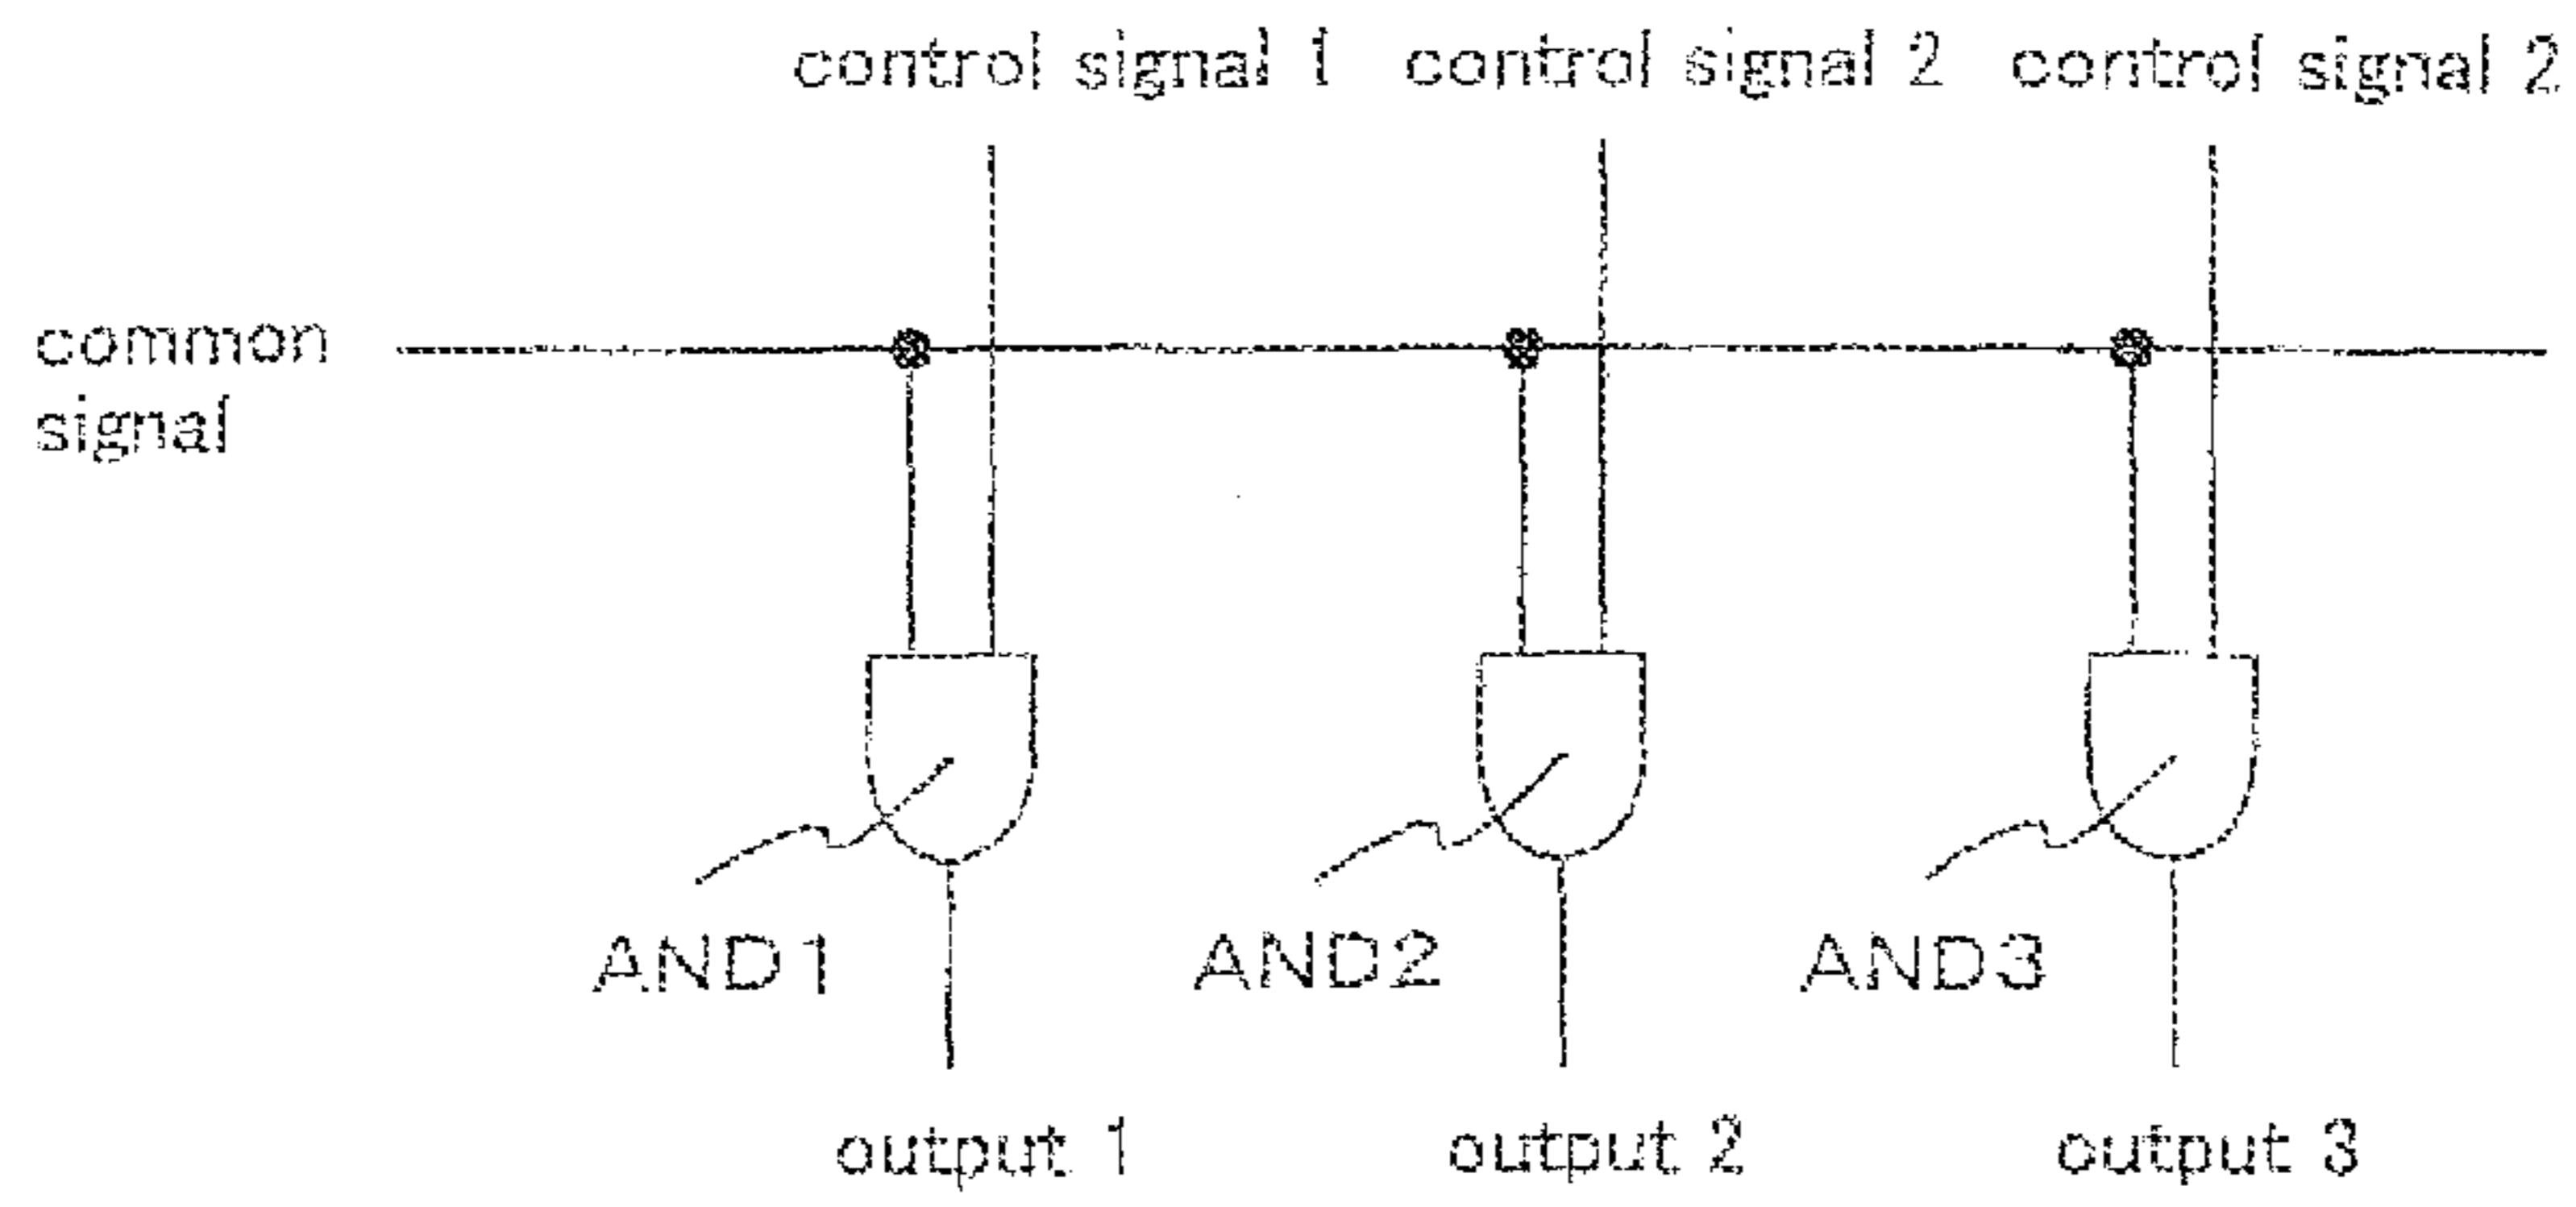 control signal 1 control signal 2 control signal 2
common
signal
AND1 AND2 AND3
output 1 output 2 output 3